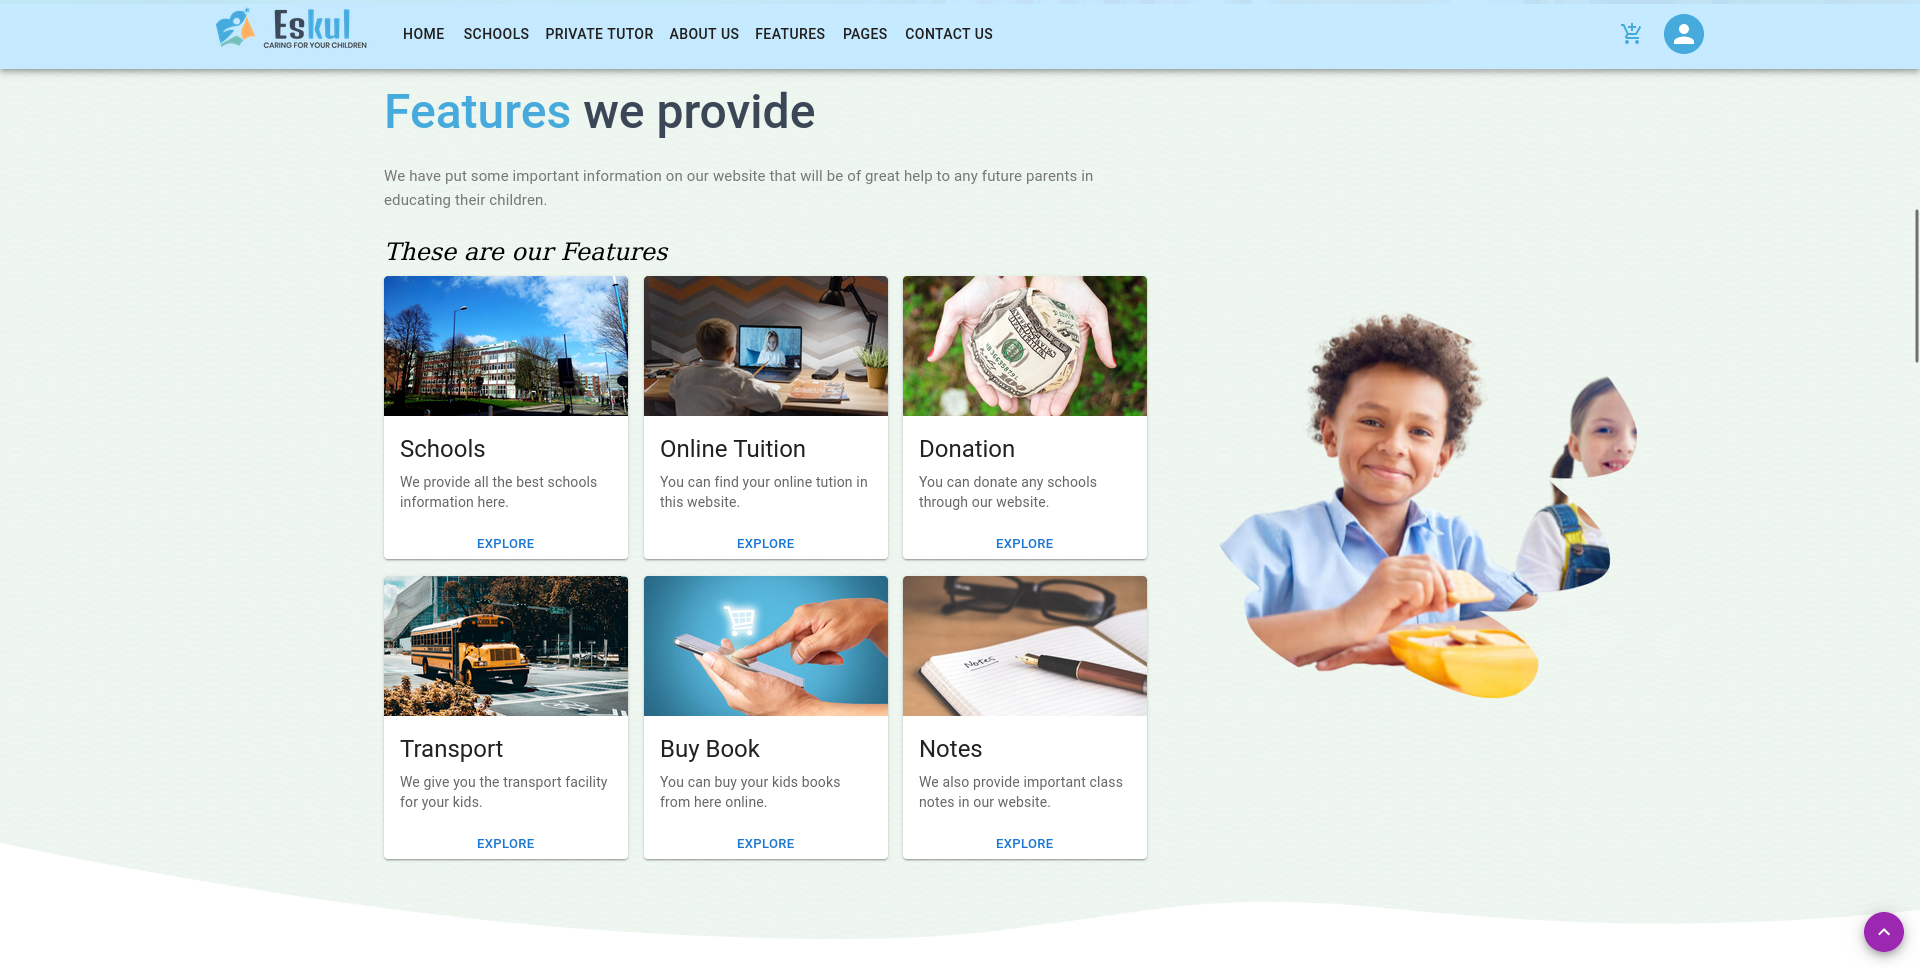 Eskul
CARING FOR YOUR CHILDREN
HOME SCHOOLS PRIVATE TUTOR ABOUT US FEATURES PAGES CONTACT US
Features we provide
We have put some important information on our website that will be of great help to any future parents in
educating their children.
These are our Features
Schools
We provide all the best schools
information here.
EXPLORE
Online Tuition
You can find your online tution in
this website.
EXPLORE
Donation
You can donate any schools
through our website.
EXPLORE
Transport
We give you the transport facility
for your kids.
EXPLORE
Buy Book
You can buy your kids books
from here online.
EXPLORE
Notes
Notes
We also provide important class
notes in our website.
EXPLORE